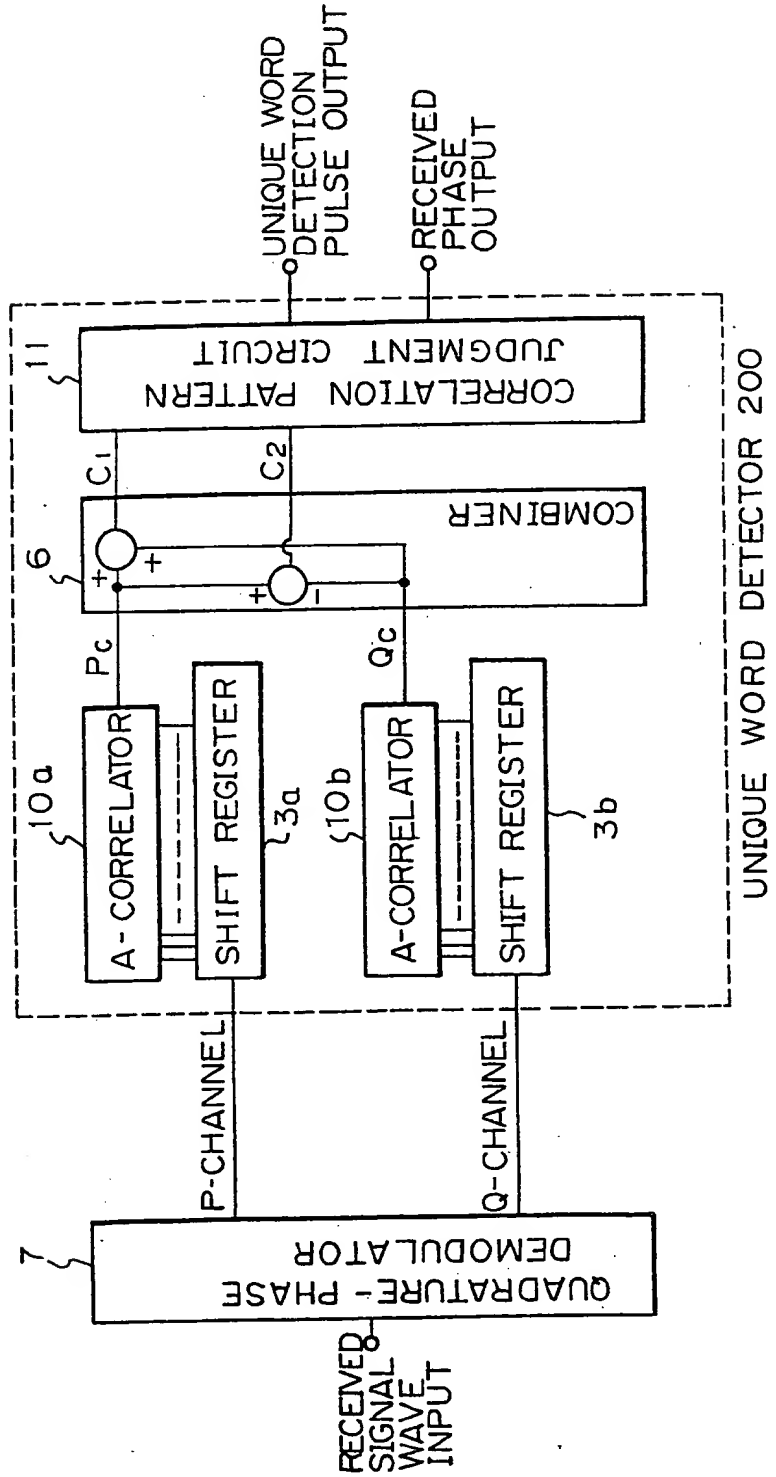 RECEIVED
SIGNAL
WAVE
INPUT
7
QUADRATURE-PHASE
DEMODULATOR
P-CHANNEL
Q-CHANNEL
10a
A-CORRELATOR
SHIFT REGISTER
3a
10b
A-CORRELATOR
SHIFT REGISTER
3b
Pc
Qc
6
+
+
+
-
COMBINER
C1
C2
11
CORRELATION PATTERN
JUDGMENT CIRCUIT
UNIQUE WORD
DETECTION
PULSE OUTPUT
RECEIVED
PHASE
OUTPUT
UNIQUE WORD DETECTOR 200